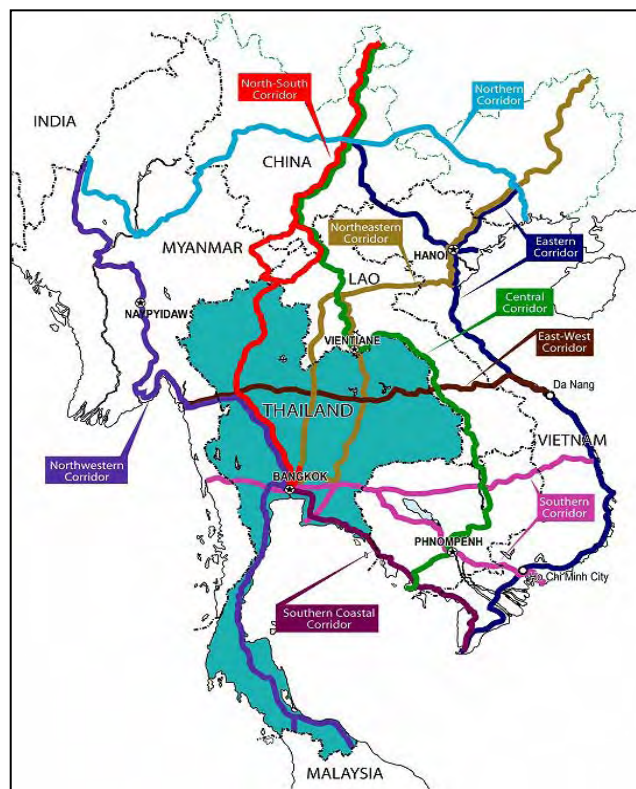 North-South
Corridor
Northern
Corridor
INDIA
CHINA
Northeastern
Corridor
MYANMAR
HANOI
Eastern
Corridor
LAO
NAYPYIDAW
Central
Corridor
VIENTIANE
East-West
Corridor
Da Nang
THAILAND
VIETNAM
Northwestern
Corridor
BANGKOK
Southern
Corridor
PHNOMPENH
Ho Chi Minh City
Southern Coastal
Corridor
MALAYSIA